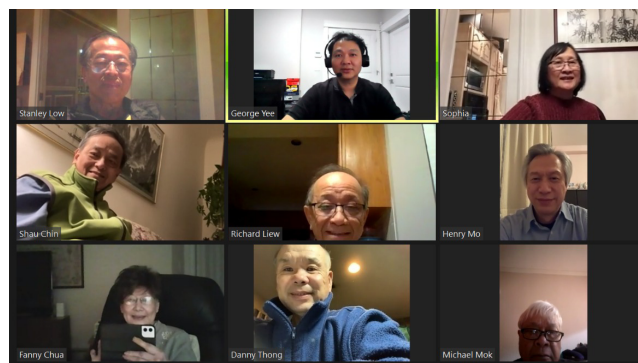 Stanley Low
George Yee
Sophia
Shau Chin
Richard Liew
Henry Mo
Fanny Chua
Danny Thong
Michael Mok